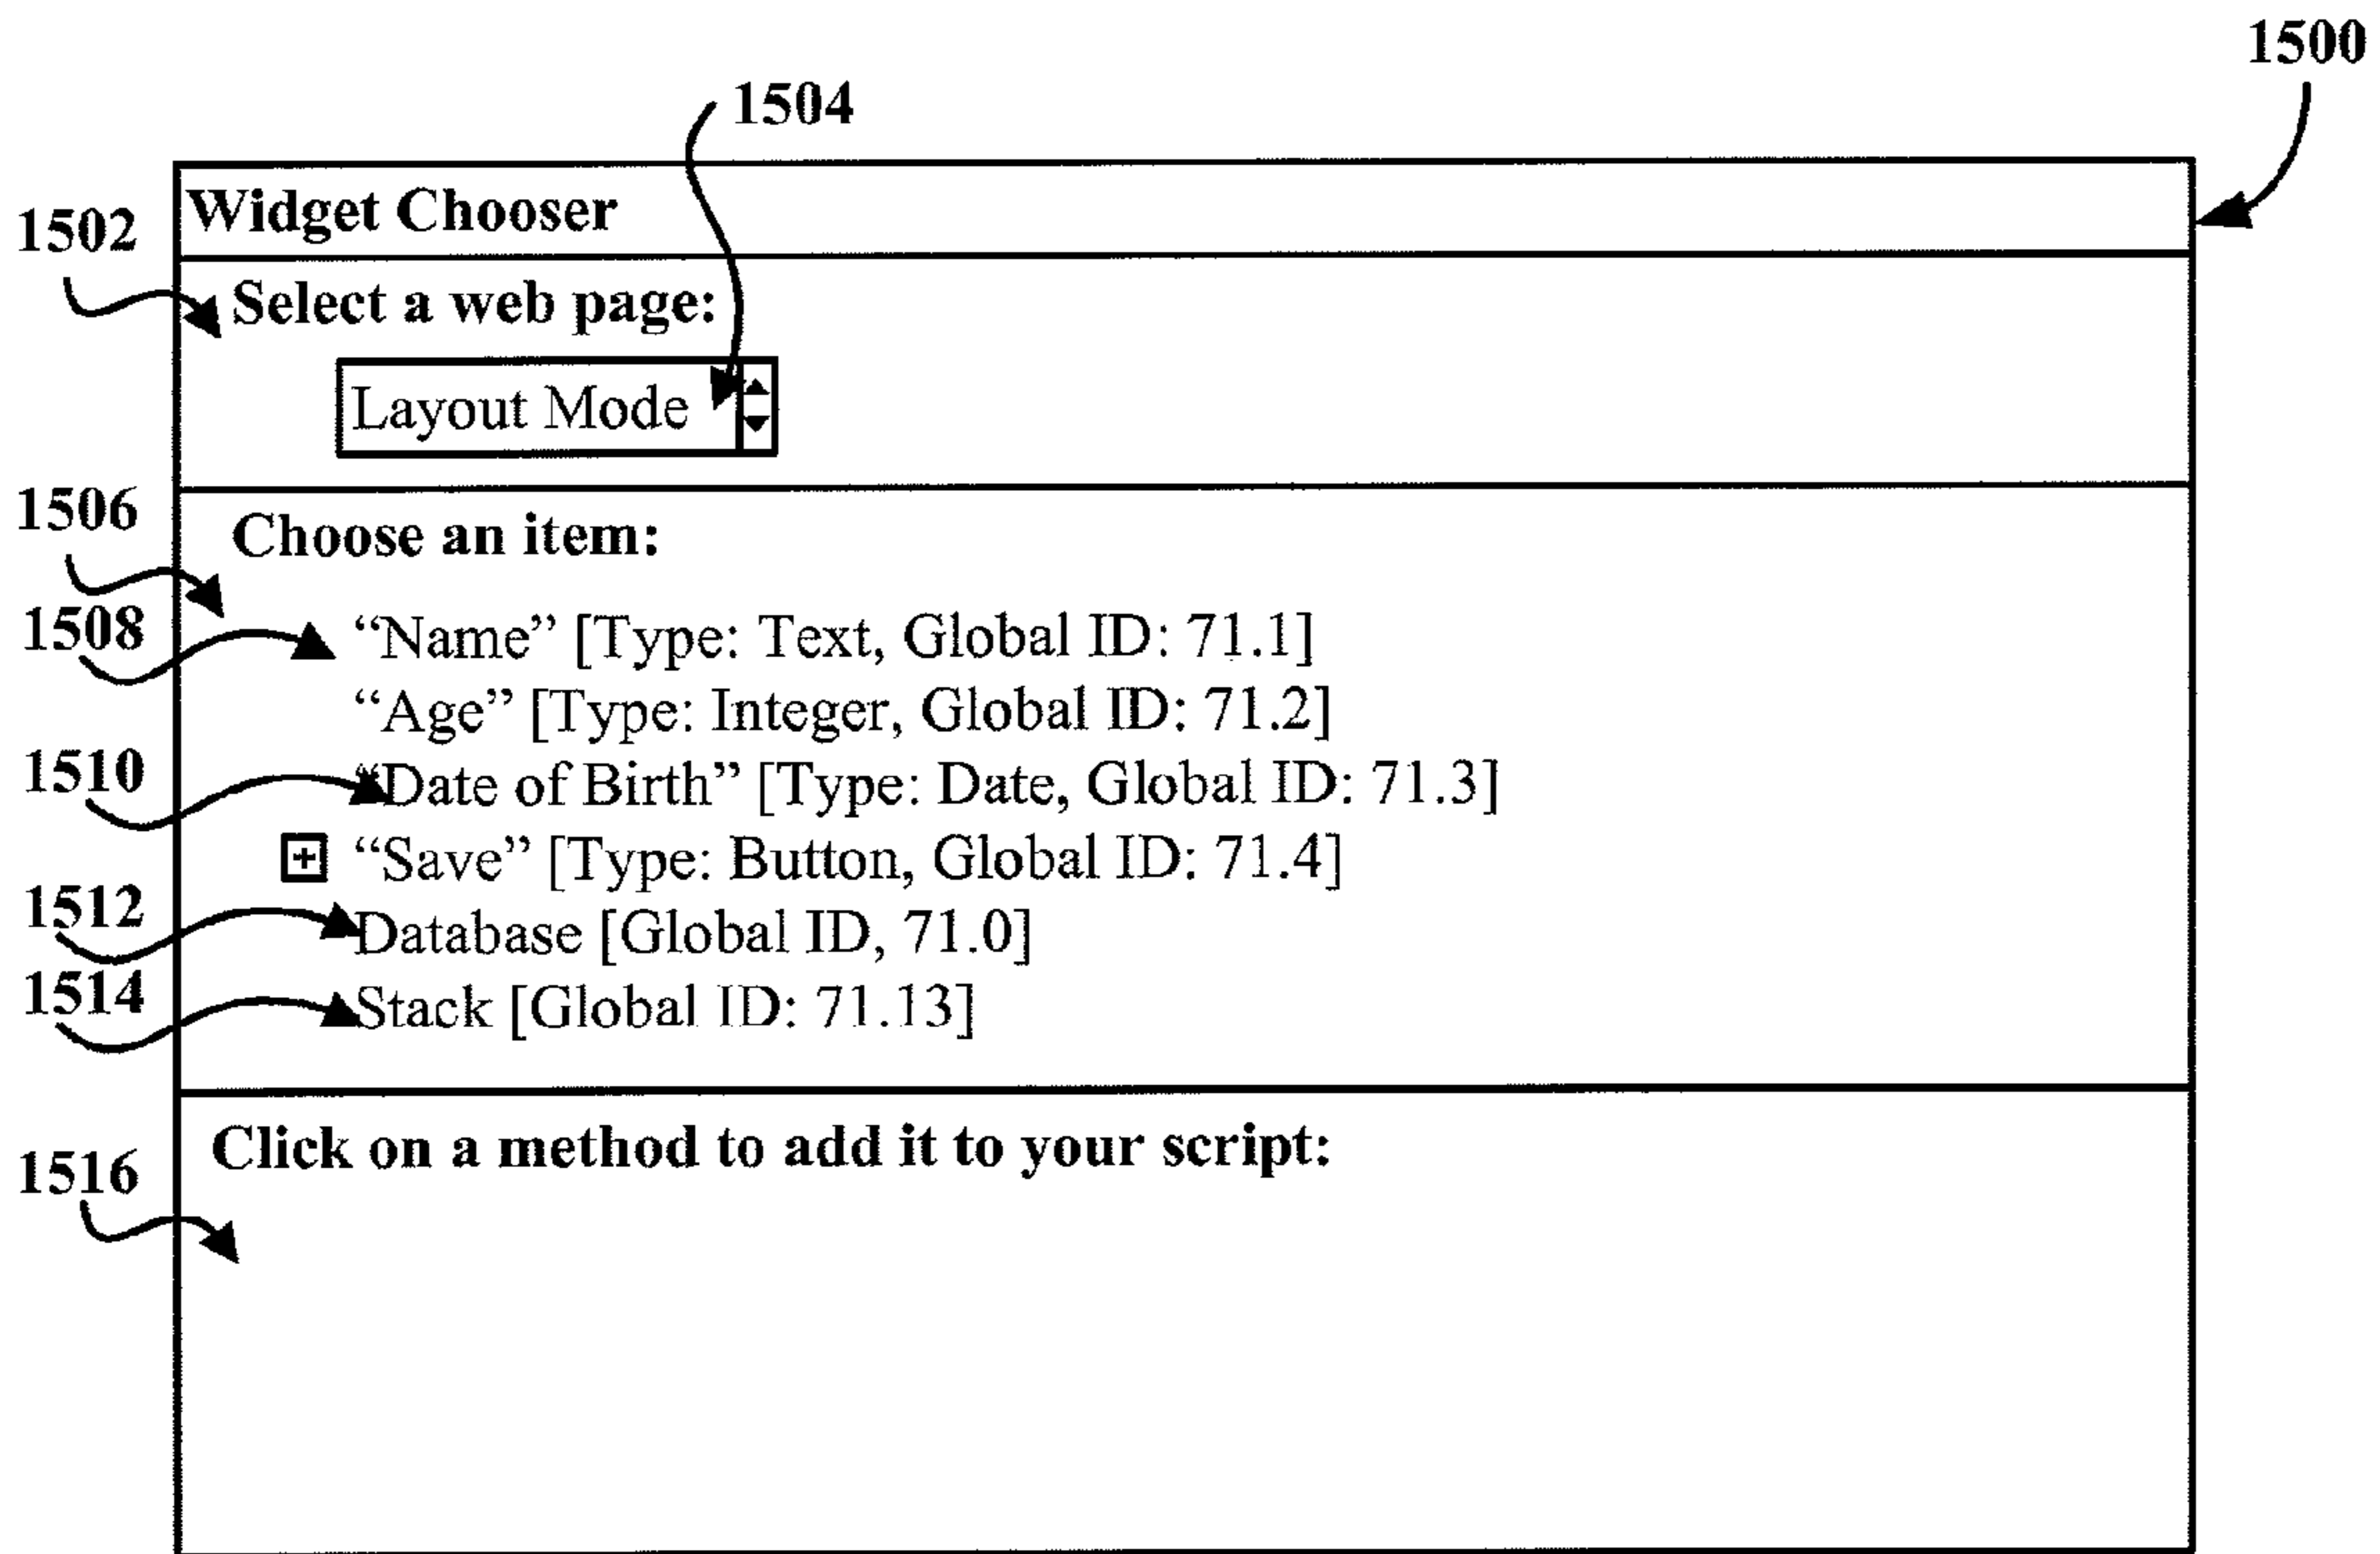 1500
1504
Widget Chooser
1502
Select a web page:
Layout Mode
1506
Choose an item:
1508
“Name” [Type: Text, Global ID: 71.1]
“Age” [Type: Integer, Global ID: 71.2]
1510
“Date of Birth” [Type: Date, Global ID: 71.3]
“Save” [Type: Button, Global ID: 71.4]
1512
Database [Global ID, 71.0]
1514
Stack [Global ID: 71.13]
Click on a method to add it to your script:
1516